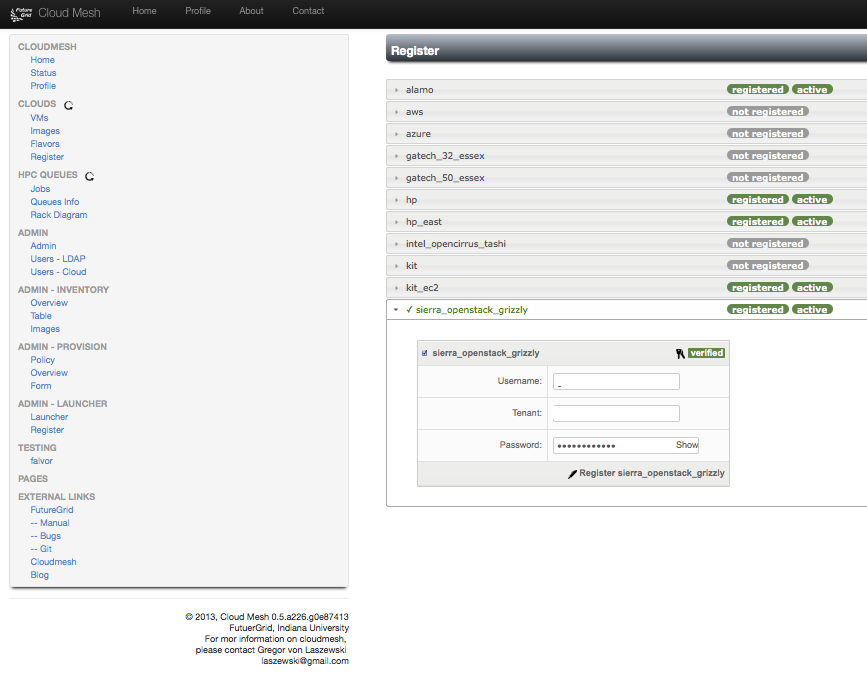 Future Grid Cloud Mesh Home Profile About Contact
CLOUDMESH
Home
Status
Profile
CLOUDS
VMs
Images
Flavors
Register
HPC QUEUES
Jobs
Queues Info
Rack Diagram
ADMIN
Admin
Users - LDAP
Users - Cloud
ADMIN - INVENTORY
Overview
Table
Images
ADMIN - PROVISION
Policy
Overview
Form
ADMIN - LAUNCHER
Launcher
Register
TESTING
falvor
PAGES
EXTERNAL LINKS
FutureGrid
-- Manual
-- Bugs
-- Git
Cloudmesh
Blog
© 2013, Cloud Mesh 0.5.a226.g0e87413
FutuerGrid, Indiana University
For mor information on cloudmesh,
please contact Gregor von Laszewski
laszewski@gmail.com
Register
alamo registered active
aws not registered
azure not registered
gatech_32_essex not registered
gatech_50_essex not registered
hp registered active
hp_east registered active
intel_opencirrus_tashi not registered
kit not registered
kit_ec2 registered active
✓ sierra_openstack_grizzly registered active
sierra_openstack_grizzly verified
Username: _
Tenant:
Password: •••••••••••• Show
Register sierra_openstack_grizzly